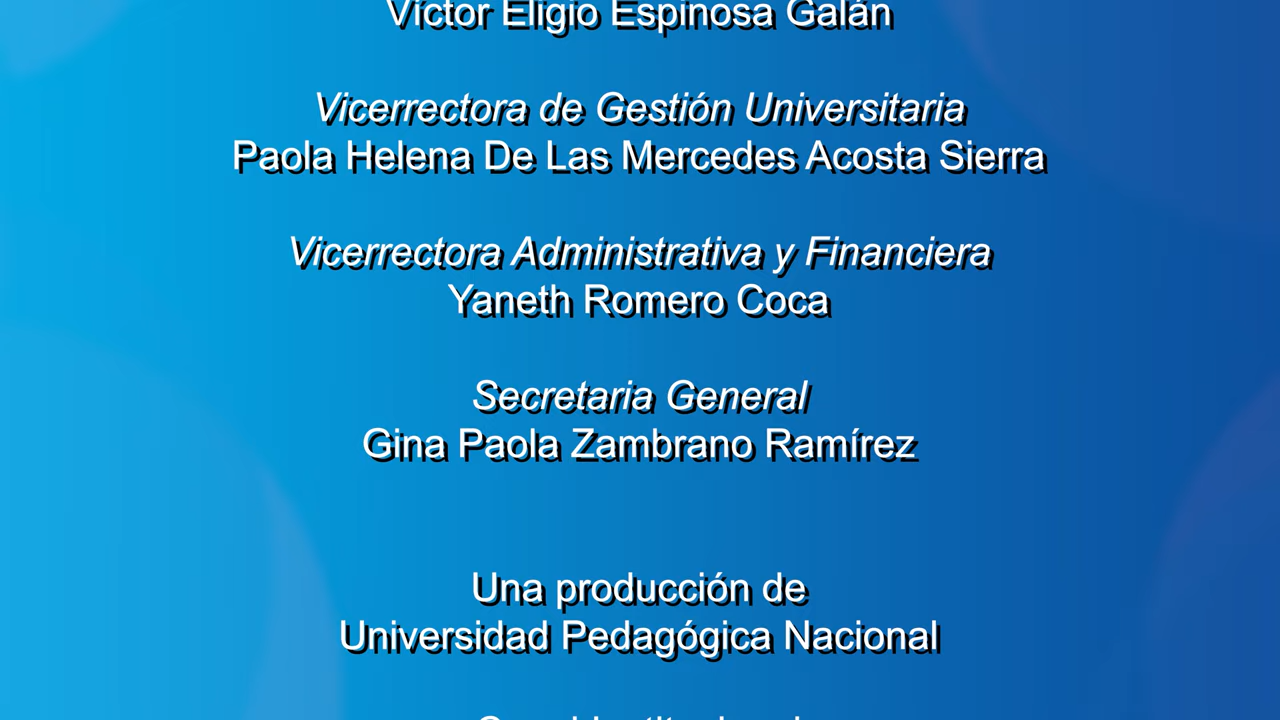 Víctor Eligio Espinosa Galán
Vicerrectora de Gestión Universitaria
Paola Helena De Las Mercedes Acosta Sierra
Vicerrectora Administrativa y Financiera
Yaneth Romero Coca
Secretaria General
Gina Paola Zambrano Ramírez
Una producción de
Universidad Pedagógica Nacional